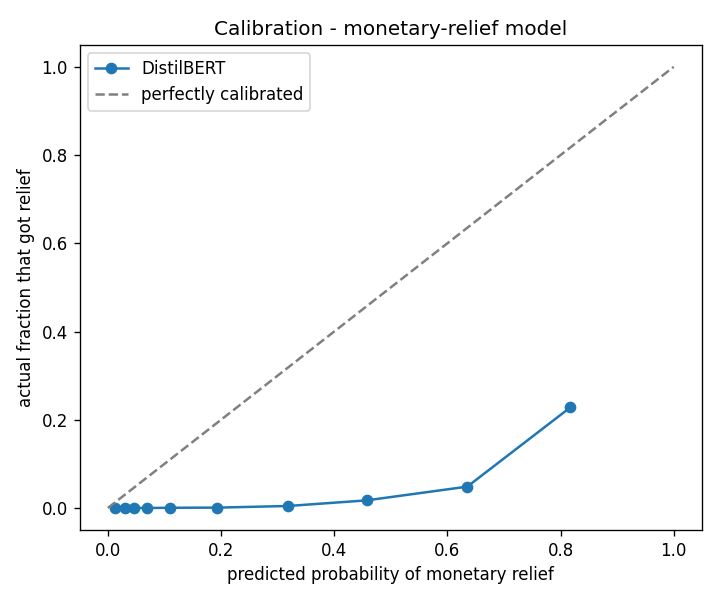 Calibration - monetary-relief model
DistilBERT
perfectly calibrated
actual fraction that got relief
1.0
0.8
0.6
0.4
0.2
0.0
0.0 0.2 0.4 0.6 0.8 1.0
predicted probability of monetary relief